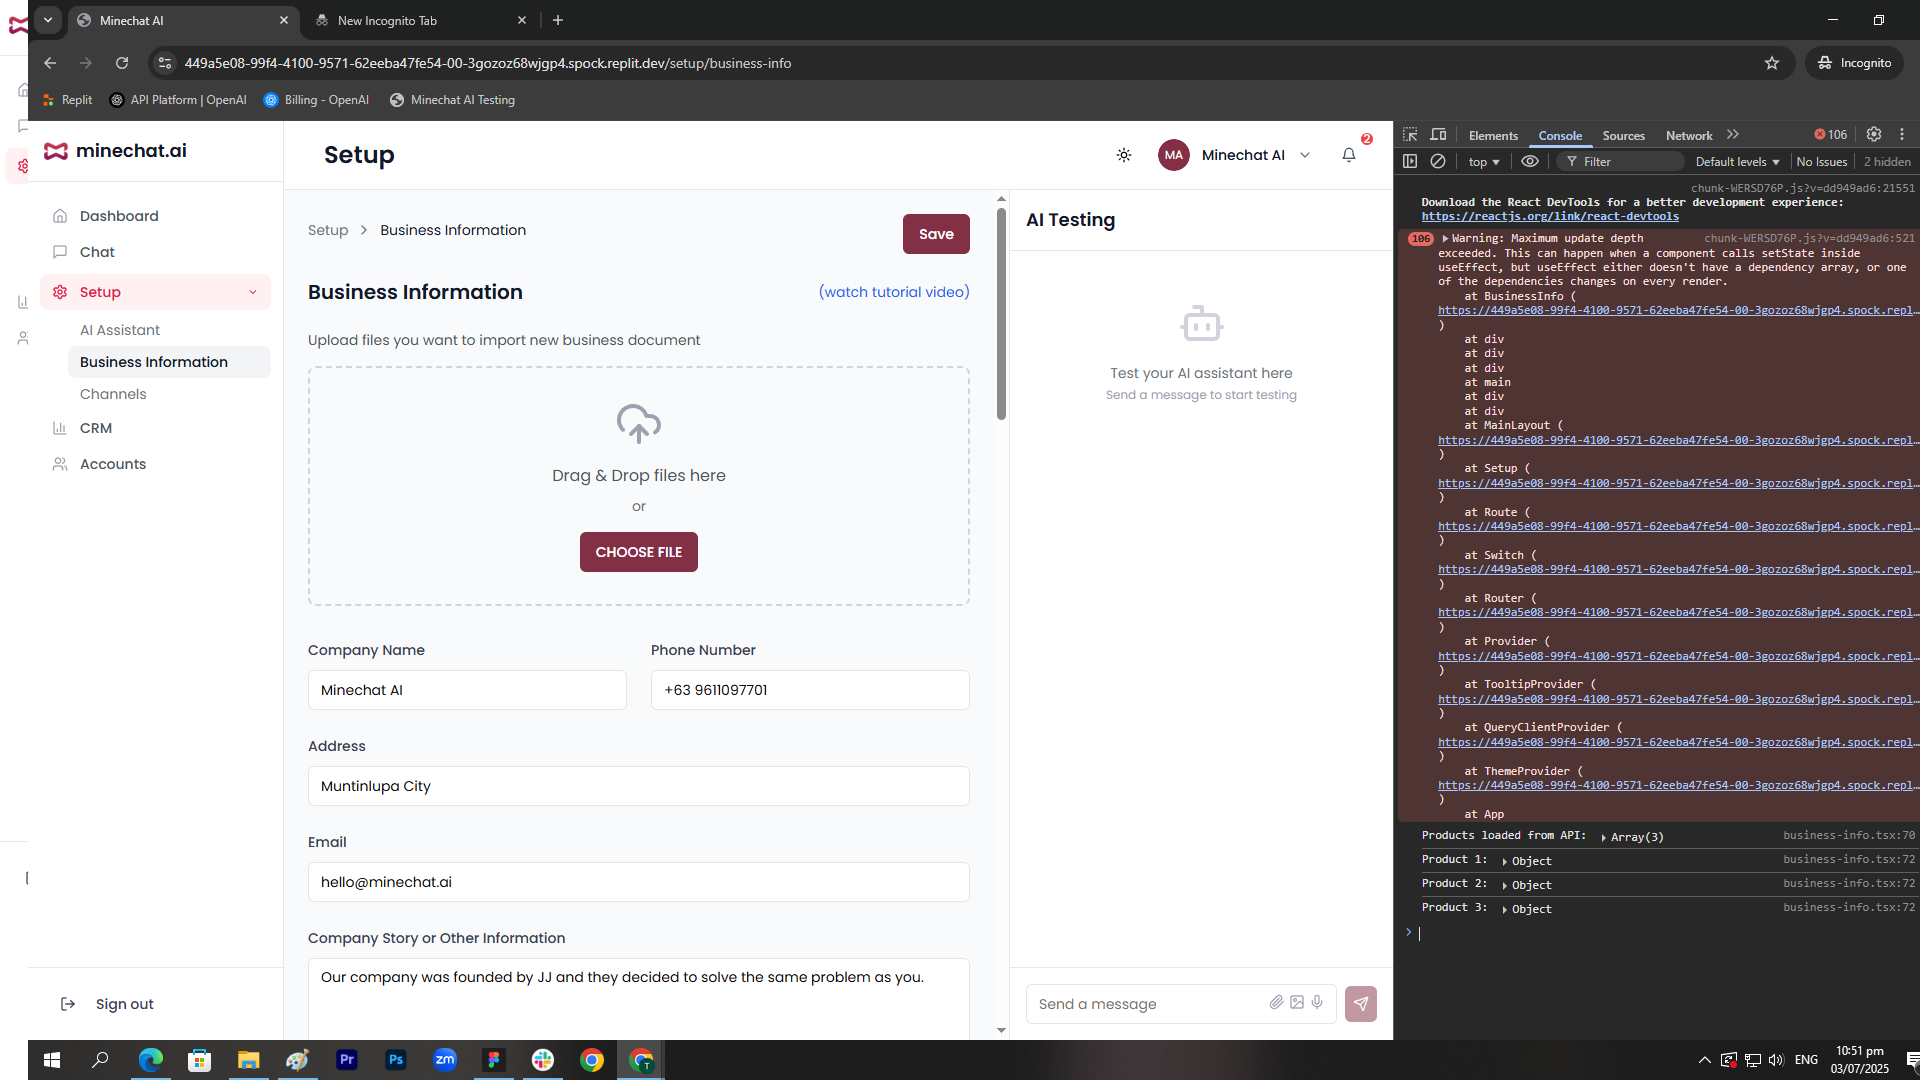 Minechat AI
New Incognito Tab
449a5e08-99f4-4100-9571-62eeba47fe54-00-3gozoz68wjgp4.spock.replit.dev/setup/business-info
Incognito
Replit
API Platform | OpenAI
Billing - OpenAI
Minechat AI Testing
minechat.ai
Dashboard
Chat
Setup
AI Assistant
Business Information
Channels
CRM
Accounts
Sign out
Setup
MA
Minechat AI
2
Setup > Business Information
Save
Business Information
(watch tutorial video)
Upload files you want to import new business document
Drag & Drop files here
or
CHOOSE FILE
Company Name
Phone Number
Minechat AI
+63 9611097701
Address
Muntinlupa City
Email
hello@minechat.ai
Company Story or Other Information
Our company was founded by JJ and they decided to solve the same problem as you.
AI Testing
Test your AI assistant here
Send a message to start testing
Send a message
Elements
Console
Sources
Network
106
top
Filter
Default levels
No Issues
2 hidden
chunk-WERSD76P.js?v=dd949ad6:21551
Download the React DevTools for a better development experience:
https://reactjs.org/link/react-devtools
106
Warning: Maximum update depth
chunk-WERSD76P.js?v=dd949ad6:521
exceeded. This can happen when a component calls setState inside
useEffect, but useEffect either doesn't have a dependency array, or one
of the dependencies changes on every render.
at BusinessInfo (
https://449a5e08-99f4-4100-9571-62eeba47fe54-00-3gozoz68wjgp4.spock.repl…
)
at div
at div
at div
at main
at div
at div
at MainLayout (
https://449a5e08-99f4-4100-9571-62eeba47fe54-00-3gozoz68wjgp4.spock.repl…
)
at Setup (
https://449a5e08-99f4-4100-9571-62eeba47fe54-00-3gozoz68wjgp4.spock.repl…
)
at Route (
https://449a5e08-99f4-4100-9571-62eeba47fe54-00-3gozoz68wjgp4.spock.repl…
)
at Switch (
https://449a5e08-99f4-4100-9571-62eeba47fe54-00-3gozoz68wjgp4.spock.repl…
)
at Router (
https://449a5e08-99f4-4100-9571-62eeba47fe54-00-3gozoz68wjgp4.spock.repl…
)
at Provider (
https://449a5e08-99f4-4100-9571-62eeba47fe54-00-3gozoz68wjgp4.spock.repl…
)
at TooltipProvider (
https://449a5e08-99f4-4100-9571-62eeba47fe54-00-3gozoz68wjgp4.spock.repl…
)
at QueryClientProvider (
https://449a5e08-99f4-4100-9571-62eeba47fe54-00-3gozoz68wjgp4.spock.repl…
)
at ThemeProvider (
https://449a5e08-99f4-4100-9571-62eeba47fe54-00-3gozoz68wjgp4.spock.repl…
)
at App
Products loaded from API: Array(3) business-info.tsx:70
Product 1: Object business-info.tsx:72
Product 2: Object business-info.tsx:72
Product 3: Object business-info.tsx:72
Pr
Ps
zm
T
ENG
10:51 pm
03/07/2025